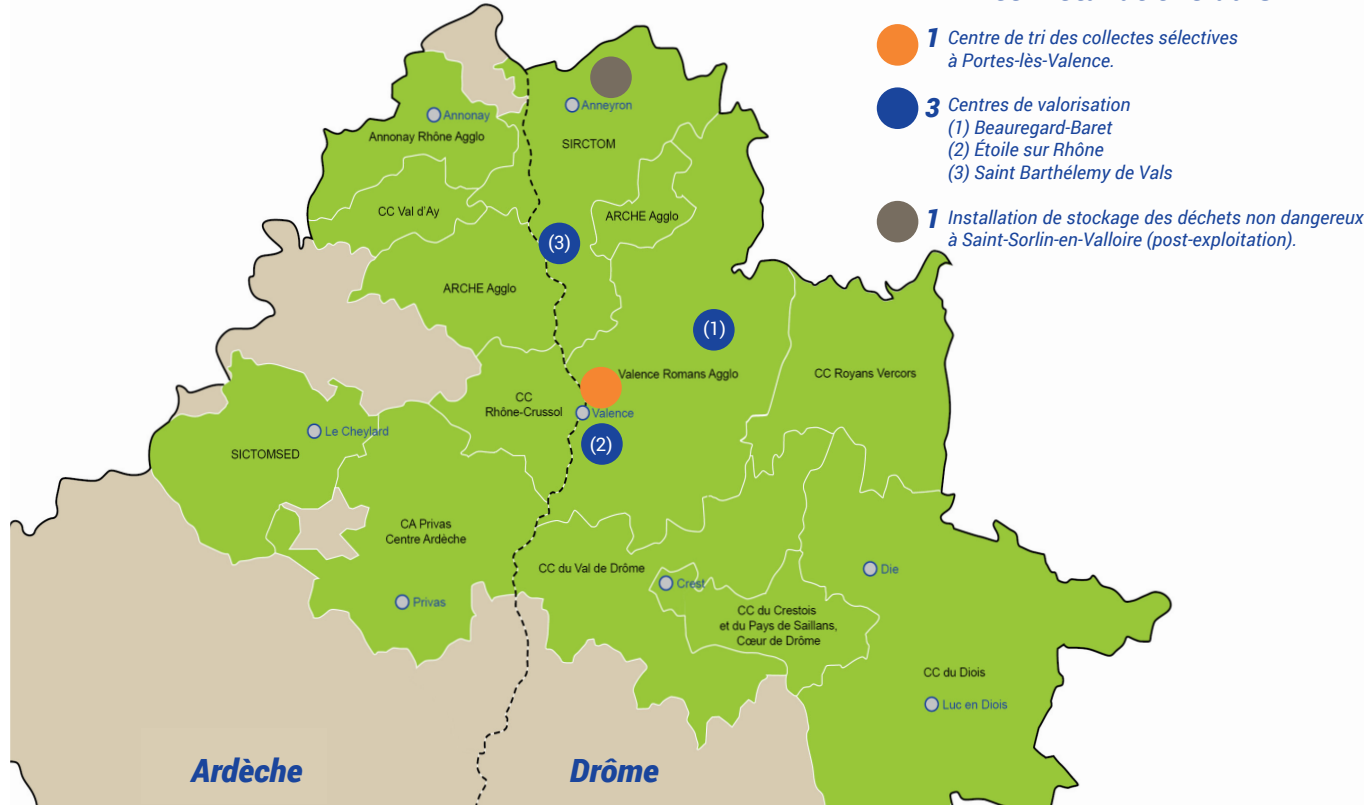 1 Centre de tri des collectes sélectives
à Portes-lès-Valence.
3 Centres de valorisation
(1) Beauregard-Baret
(2) Étoile sur Rhône
(3) Saint Barthélemy de Vals
1 Installation de stockage des déchets non dangereux
à Saint-Sorlin-en-Valloire (post-exploitation).
Annonay
Annonay Rhône Agglo
Anneyron
SIRCTOM
CC Val d'Ay
ARCHE Agglo
(3)
ARCHE Agglo
(1)
Valence Romans Agglo
CC Royans Vercors
CC
Rhône-Crussol
Valence
(2)
Le Cheylard
SICTOMSED
CA Privas
Centre Ardèche
Privas
CC du Val de Drôme
Crest
Die
CC du Crestois
et du Pays de Saillans,
Cœur de Drôme
CC du Diois
Luc en Diois
Ardèche
Drôme